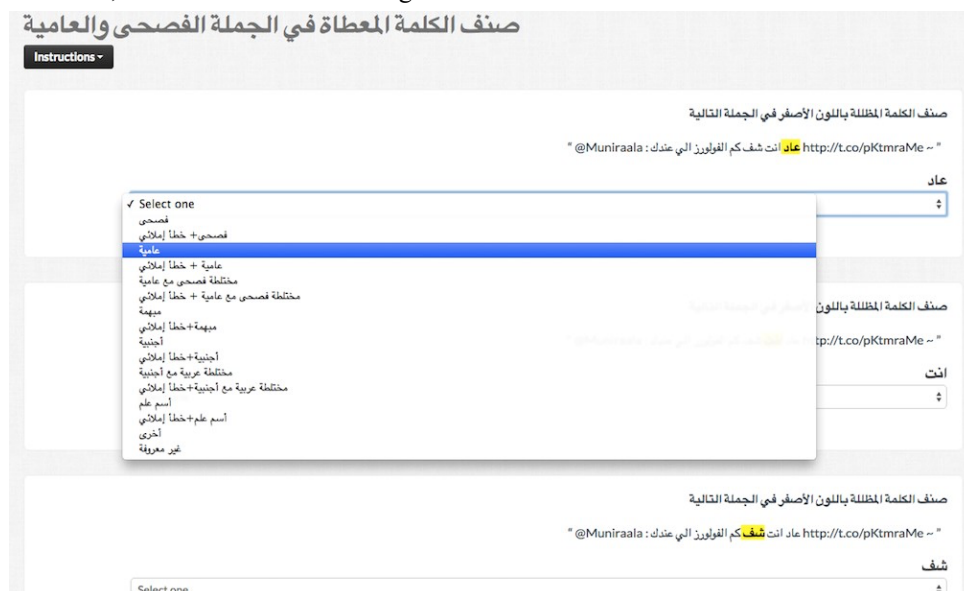 صنف الكلمة المعطاة في الجملة الفصحى والعامية
Instructions
صنف الكلمة المظللة باللون الأصفر في الجملة التالية
" ~ http://t.co/pKtmraMe عاد انت شف كم الفولورز الي عندك : Muniraala@ "
عاد
✓ Select one
فصحى
فصحى+ خطأ إملائي
عامية
عامية + خطأ إملائي
مختلطة فصحى مع عامية
مختلطة فصحى مع عامية + خطأ إملائي
مبهمة
مبهمة+خطأ إملائي
أجنبية
أجنبية+خطأ إملائي
مختلطة عربية مع أجنبية
مختلطة عربية مع أجنبية+خطأ إملائي
أسم علم
أسم علم+خطأ إملائي
أخرى
غير معروفة
صنف الكلمة المظللة باللون الأصفر في الجملة التالية
" ~ tp://t.co/pKtmraMe
انت
صنف الكلمة المظللة باللون الأصفر في الجملة التالية
" ~ http://t.co/pKtmraMe عاد انت شف كم الفولورز الي عندك : Muniraala@ "
شف
Select one